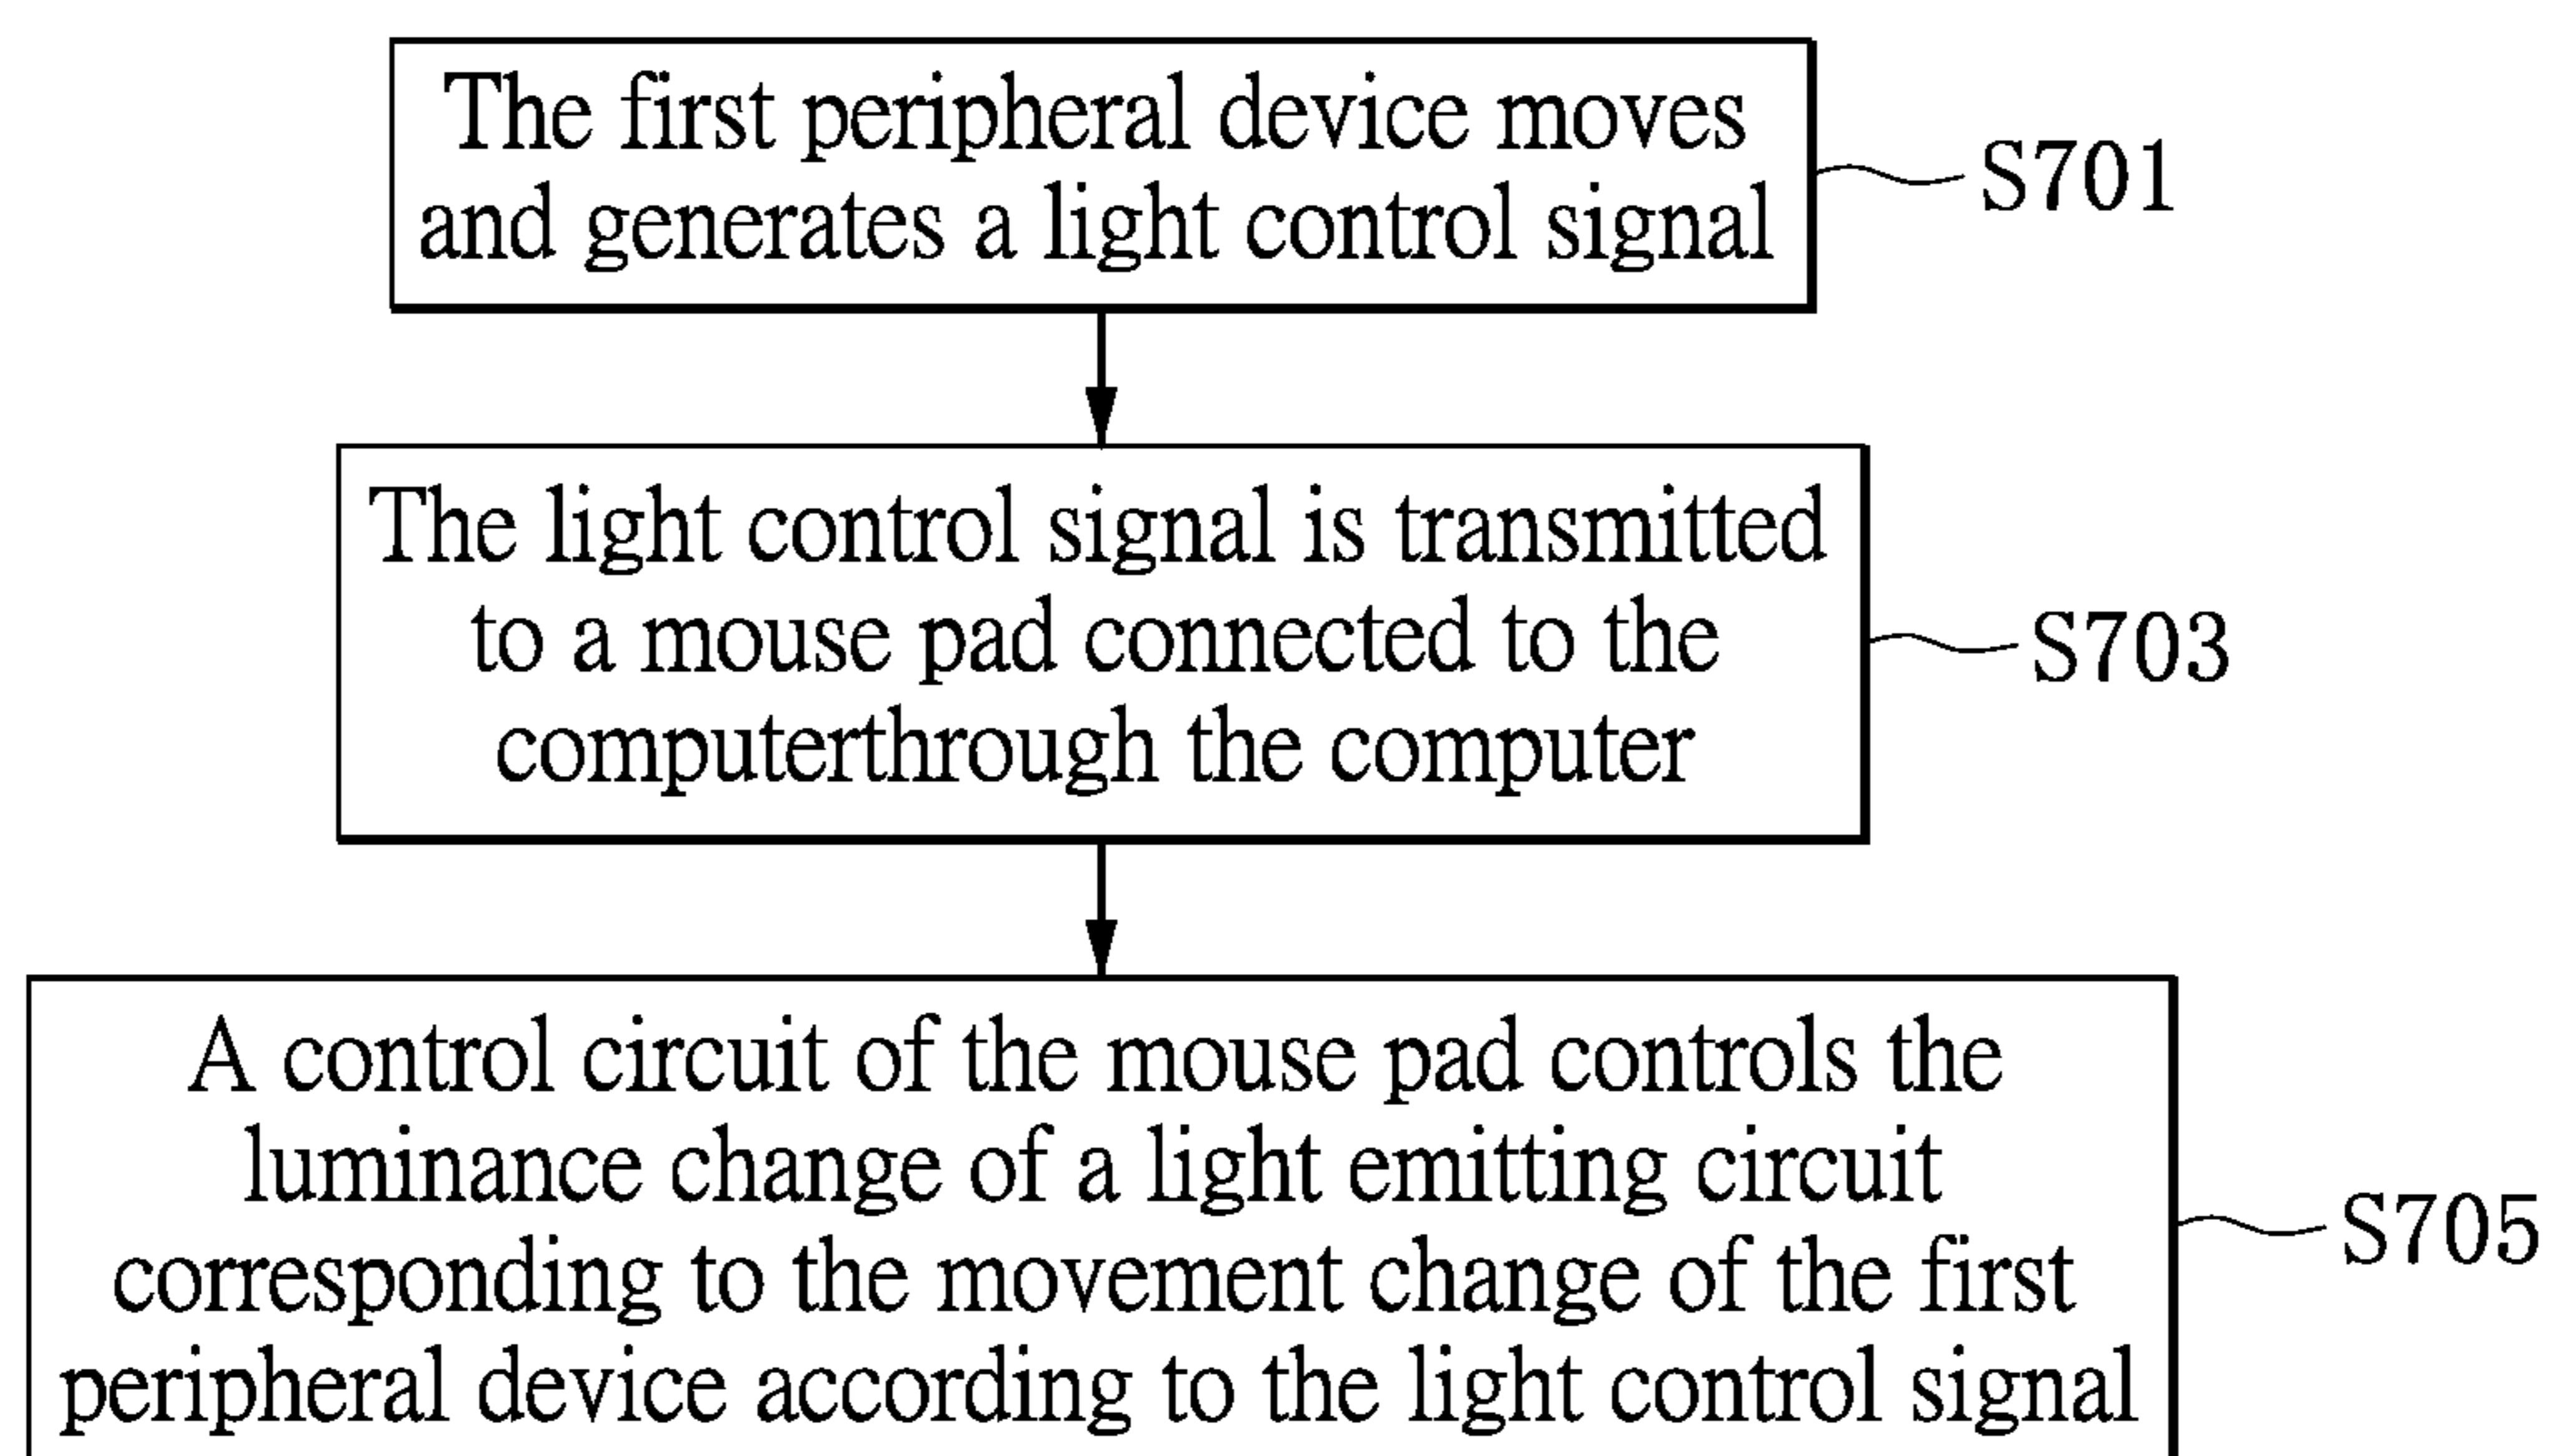 The first peripheral device moves
and generates a light control signal
S701
The light control signal is transmitted
to a mouse pad connected to the
computerthrough the computer
S703
A control circuit of the mouse pad controls the
luminance change of a light emitting circuit
corresponding to the movement change of the first
peripheral device according to the light control signal
S705